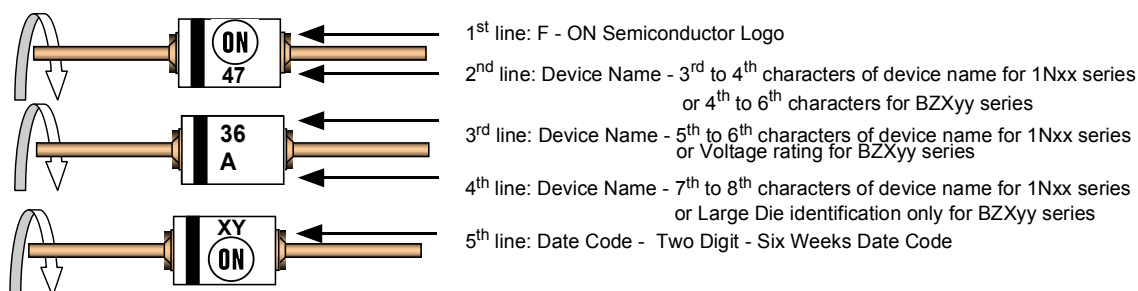 ON
47
36
A
XY
ON
1st line: F - ON Semiconductor Logo
2nd line: Device Name - 3rd to 4th characters of device name for 1Nxx series
or 4th to 6th characters for BZXyy series
3rd line: Device Name - 5th to 6th characters of device name for 1Nxx series
or Voltage rating for BZXyy series
4th line: Device Name - 7th to 8th characters of device name for 1Nxx series
or Large Die identification only for BZXyy series
5th line: Date Code - Two Digit - Six Weeks Date Code